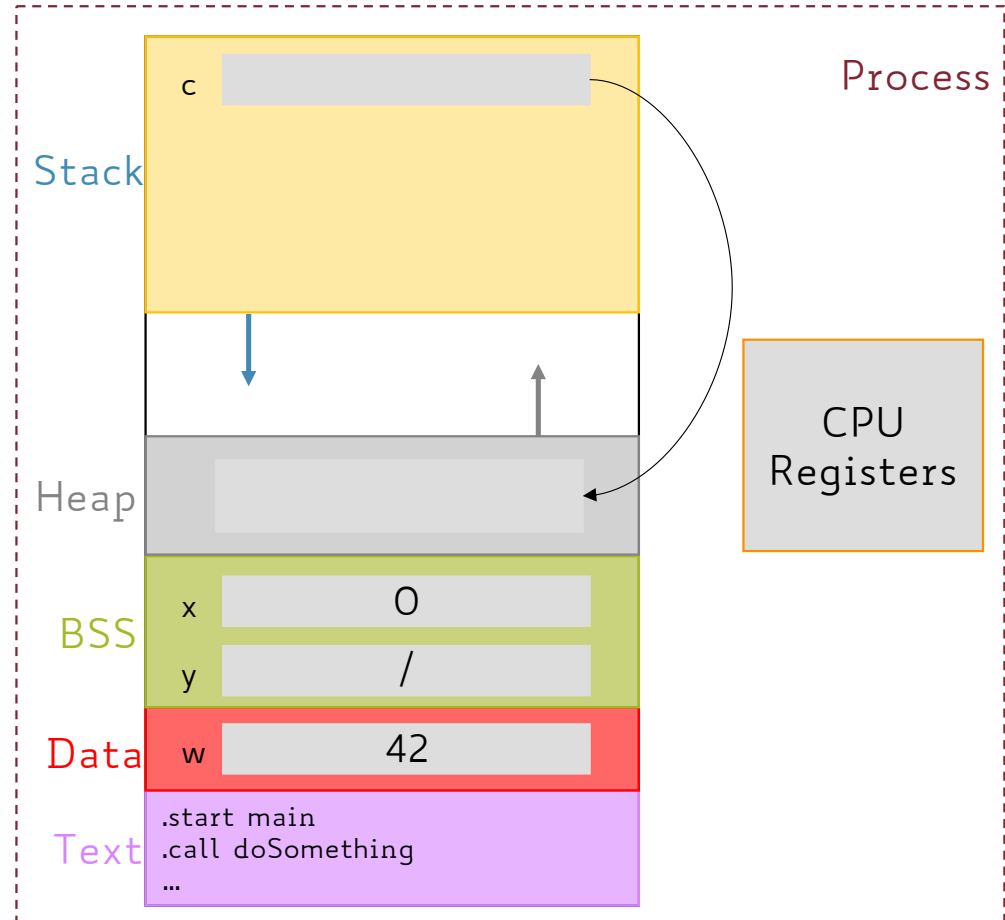 Process
c
Stack
CPU
Registers
Heap
x 0
BSS
y /
Data w 42
.start main
.call doSomething
Text
...